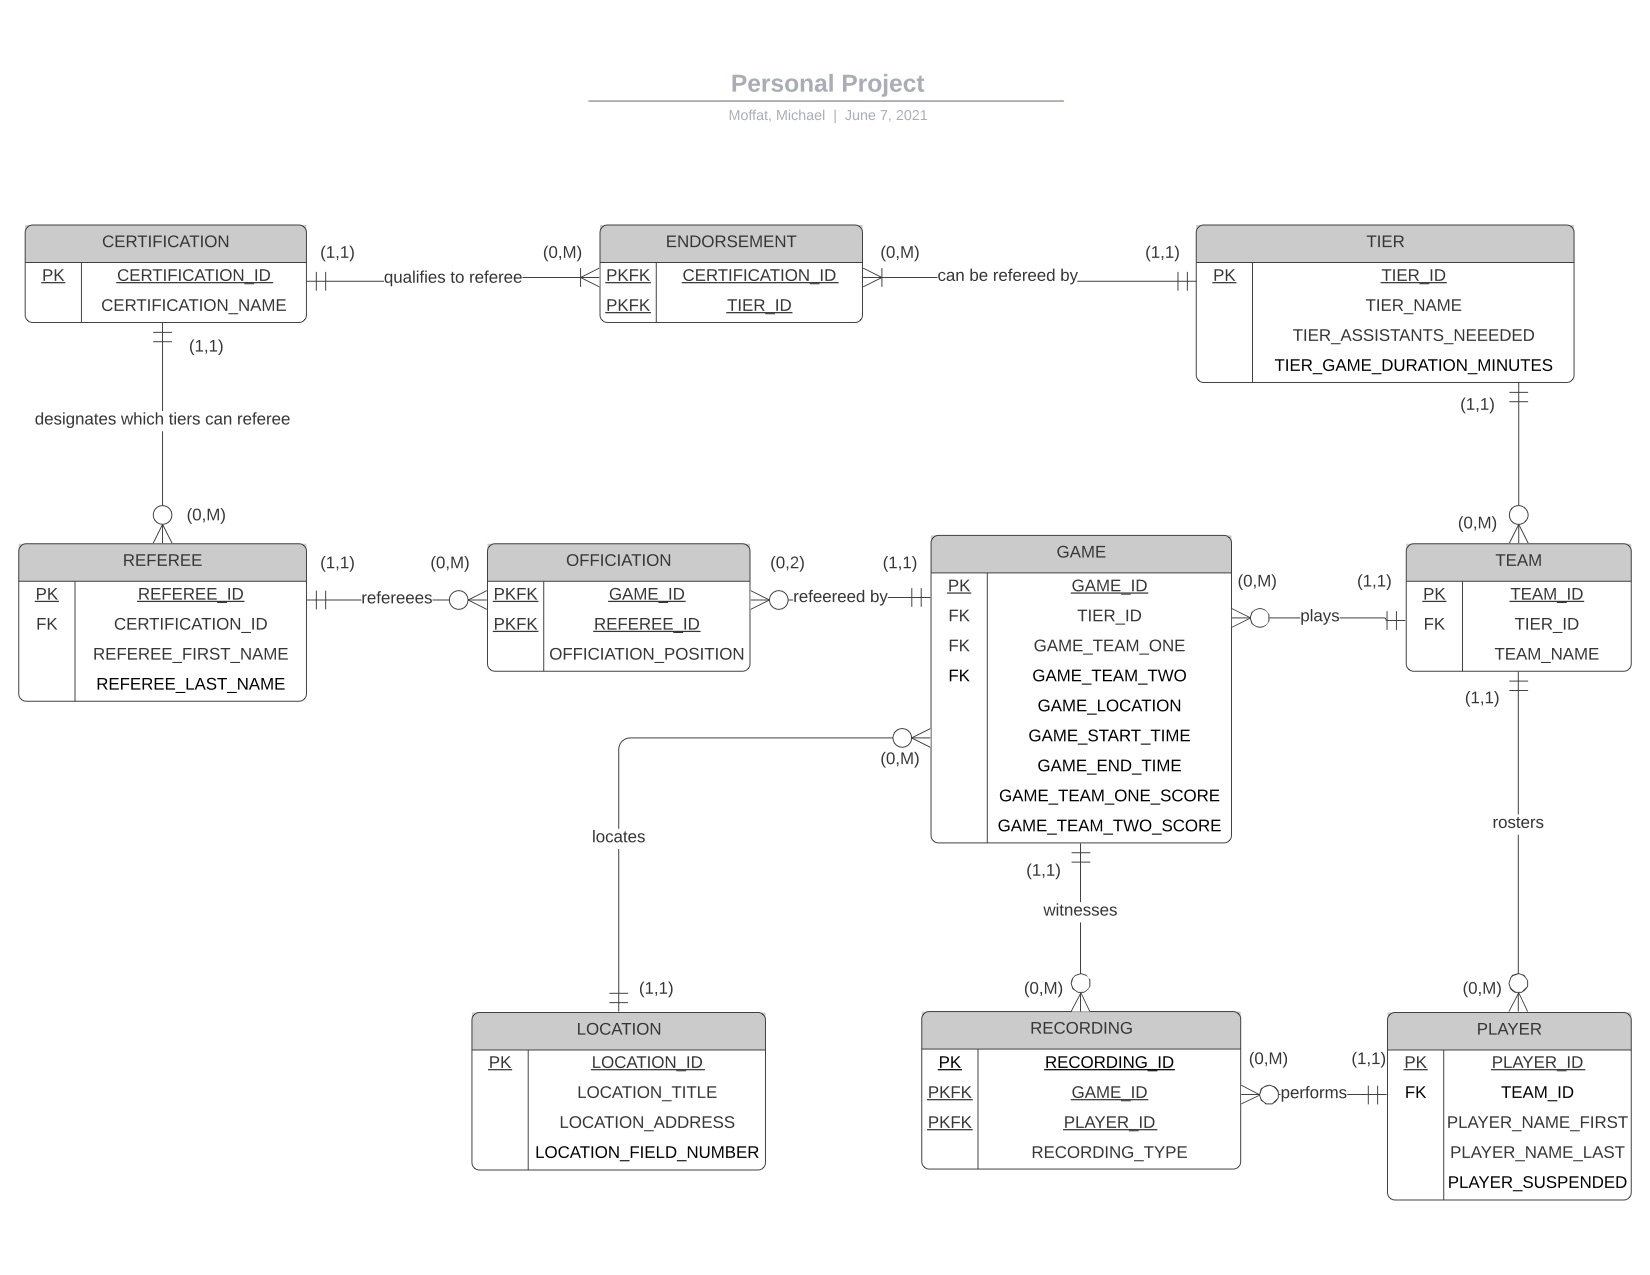 Personal Project
Moffat, Michael | June 7, 2021
CERTIFICATION
PK CERTIFICATION_ID
CERTIFICATION_NAME
(1,1)
qualifies to referee
(0,M)
ENDORSEMENT
PKFK CERTIFICATION_ID
PKFK TIER_ID
(0,M)
can be refereed by
(1,1)
TIER
PK TIER_ID
TIER_NAME
TIER_ASSISTANTS_NEEEDED
TIER_GAME_DURATION_MINUTES
(1,1)
designates which tiers can referee
(0,M)
(1,1)
(0,M)
REFEREE
PK REFEREE_ID
FK CERTIFICATION_ID
REFEREE_FIRST_NAME
REFEREE_LAST_NAME
(1,1)
refereees
(0,M)
OFFICIATION
PKFK GAME_ID
PKFK REFEREE_ID
OFFICIATION_POSITION
(0,2)
refeereed by
(1,1)
GAME
PK GAME_ID
FK TIER_ID
FK GAME_TEAM_ONE
FK GAME_TEAM_TWO
GAME_LOCATION
GAME_START_TIME
GAME_END_TIME
GAME_TEAM_ONE_SCORE
GAME_TEAM_TWO_SCORE
(0,M)
plays
(1,1)
TEAM
PK TEAM_ID
FK TIER_ID
TEAM_NAME
(1,1)
rosters
(0,M)
(0,M)
locates
(1,1)
(1,1)
witnesses
(0,M)
LOCATION
PK LOCATION_ID
LOCATION_TITLE
LOCATION_ADDRESS
LOCATION_FIELD_NUMBER
RECORDING
PK RECORDING_ID
PKFK GAME_ID
PKFK PLAYER_ID
RECORDING_TYPE
(0,M)
performs
(1,1)
PLAYER
PK PLAYER_ID
FK TEAM_ID
PLAYER_NAME_FIRST
PLAYER_NAME_LAST
PLAYER_SUSPENDED